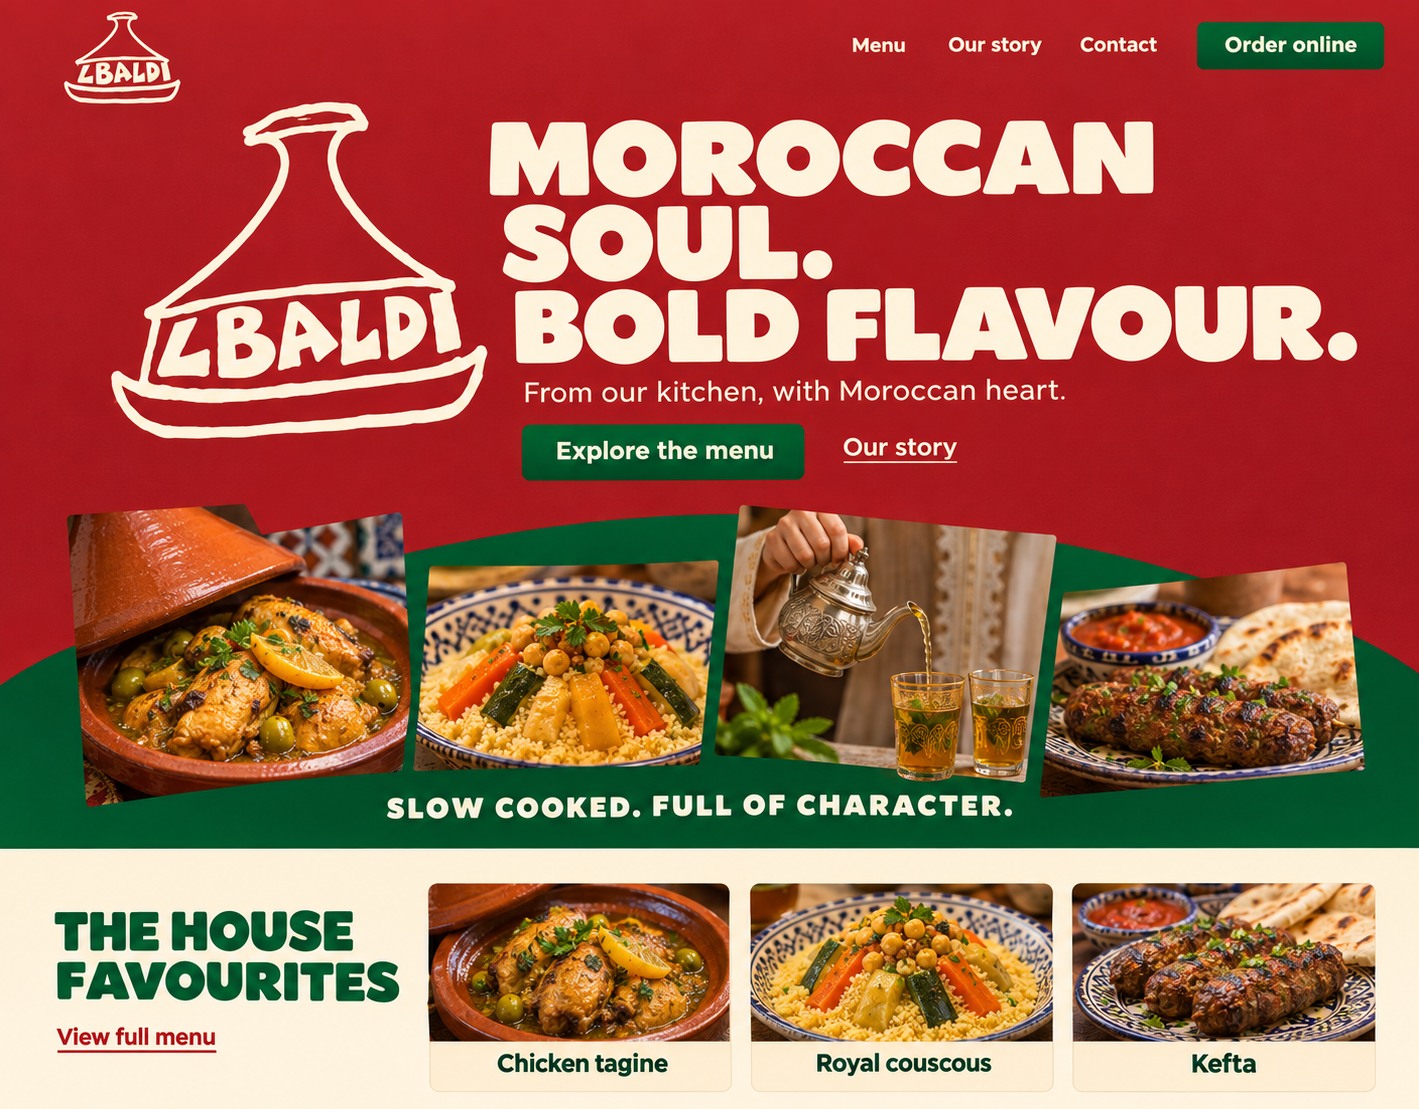 LBALDI
Menu
Our story
Contact
Order online
LBALDI
MOROCCAN
SOUL.
BOLD FLAVOUR.
From our kitchen, with Moroccan heart.
Explore the menu
Our story
SLOW COOKED. FULL OF CHARACTER.
THE HOUSE
FAVOURITES
View full menu
Chicken tagine
Royal couscous
Kefta